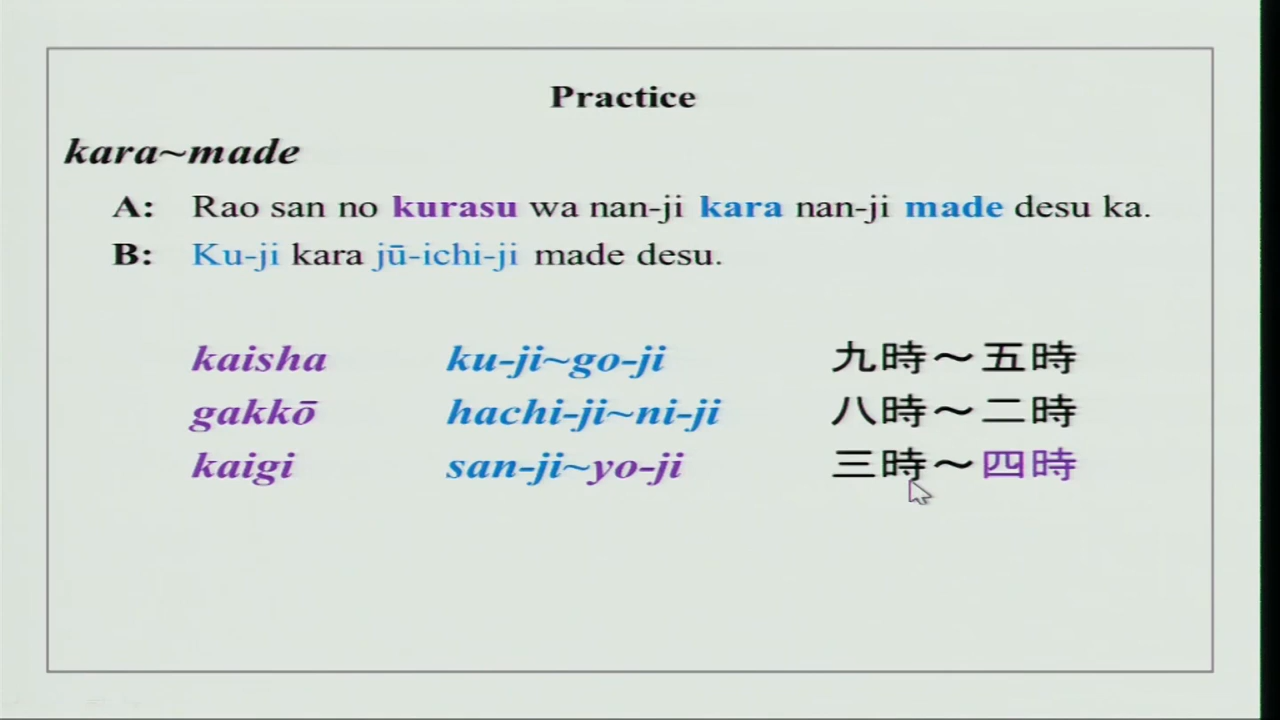 Practice
kara~made
A: Rao san no kurasu wa nan-ji kara nan-ji made desu ka.
B: Ku-ji kara jū-ichi-ji made desu.
kaisha ku-ji~go-ji 九時～五時
gakkō hachi-ji~ni-ji 八時～二時
kaigi san-ji~yo-ji 三時～四時